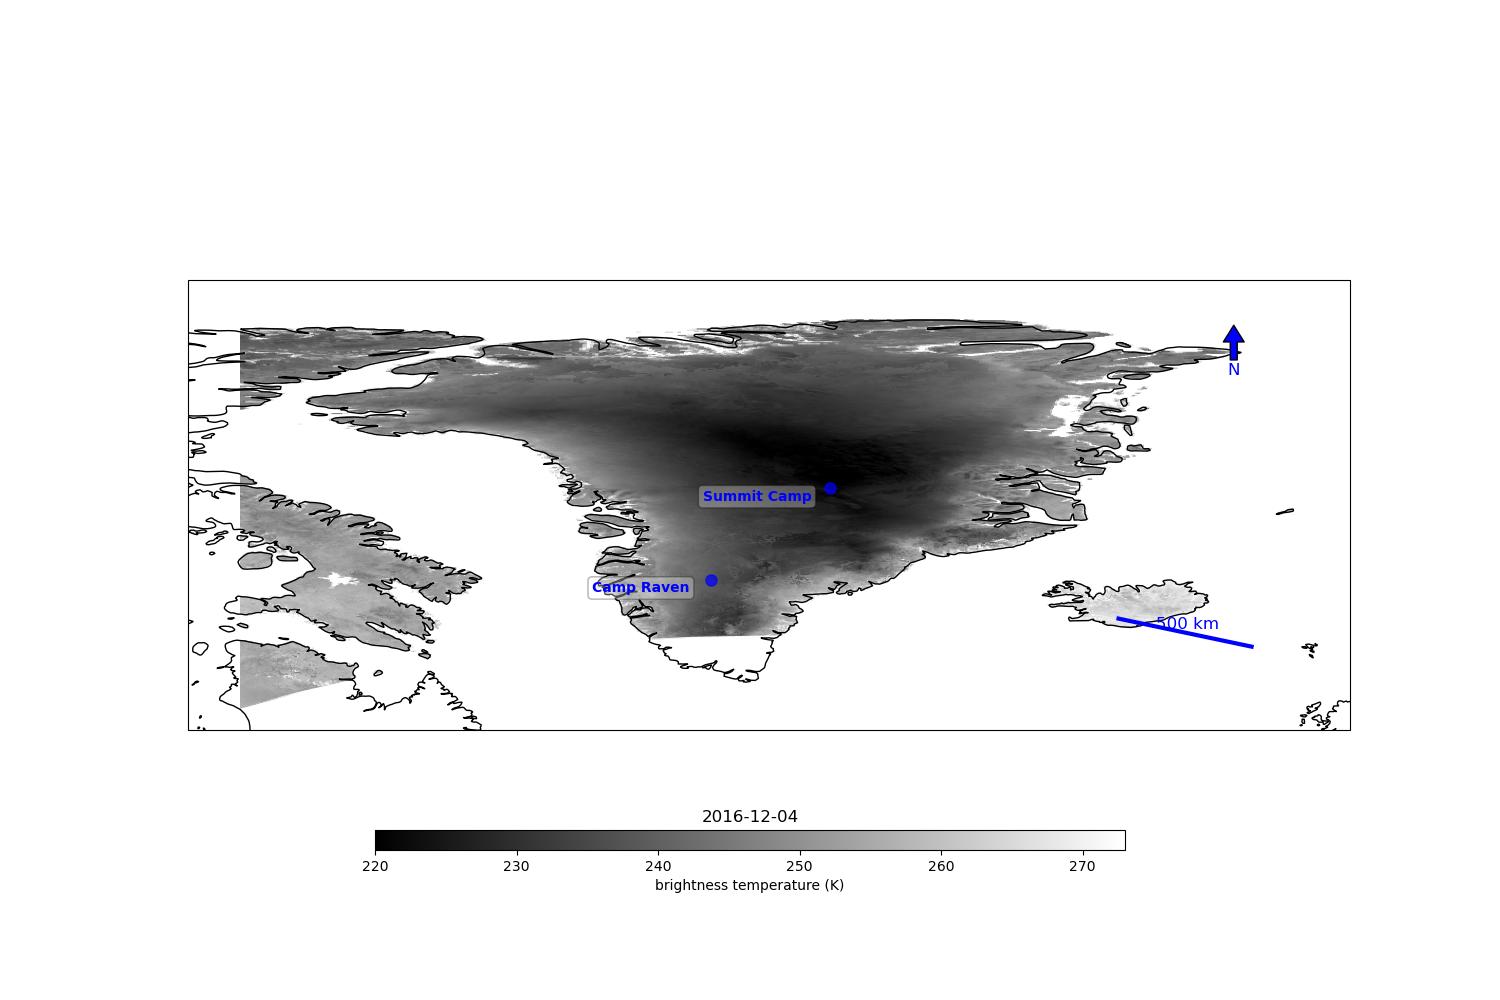 N
Summit Camp
Camp Raven
500 km
2016-12-04
220 230 240 250 260 270
brightness temperature (K)